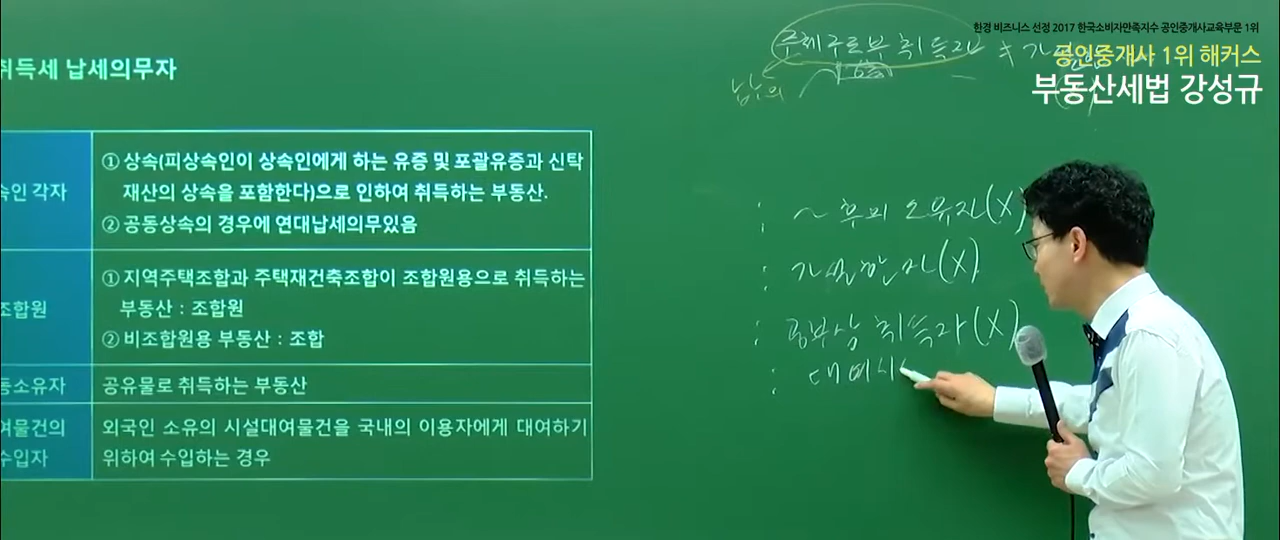 한경 비즈니스 선정 2017 한국소비자만족지수 공인중개사교육부문 1위
공인중개사 1위 해커스
부동산세법 강성규
취득세 납세의무자
주체구조부 취득자 ≠
속인 각자
① 상속(피상속인이 상속인에게 하는 유증 및 포괄유증과 신탁
재산의 상속을 포함한다)으로 인하여 취득하는 부동산.
② 공동상속의 경우에 연대납세의무있음
조합원
① 지역주택조합과 주택재건축조합이 조합원용으로 취득하는
부동산 : 조합원
② 비조합원용 부동산 : 조합
동소유자
공유물로 취득하는 부동산
여물건의
수입자
외국인 소유의 시설대여물건을 국내의 이용자에게 대여하기
위하여 수입하는 경우
: ~ 소유자(X)
: 가설한 자(X)
: 공부상 취득자(X)
: 대여시